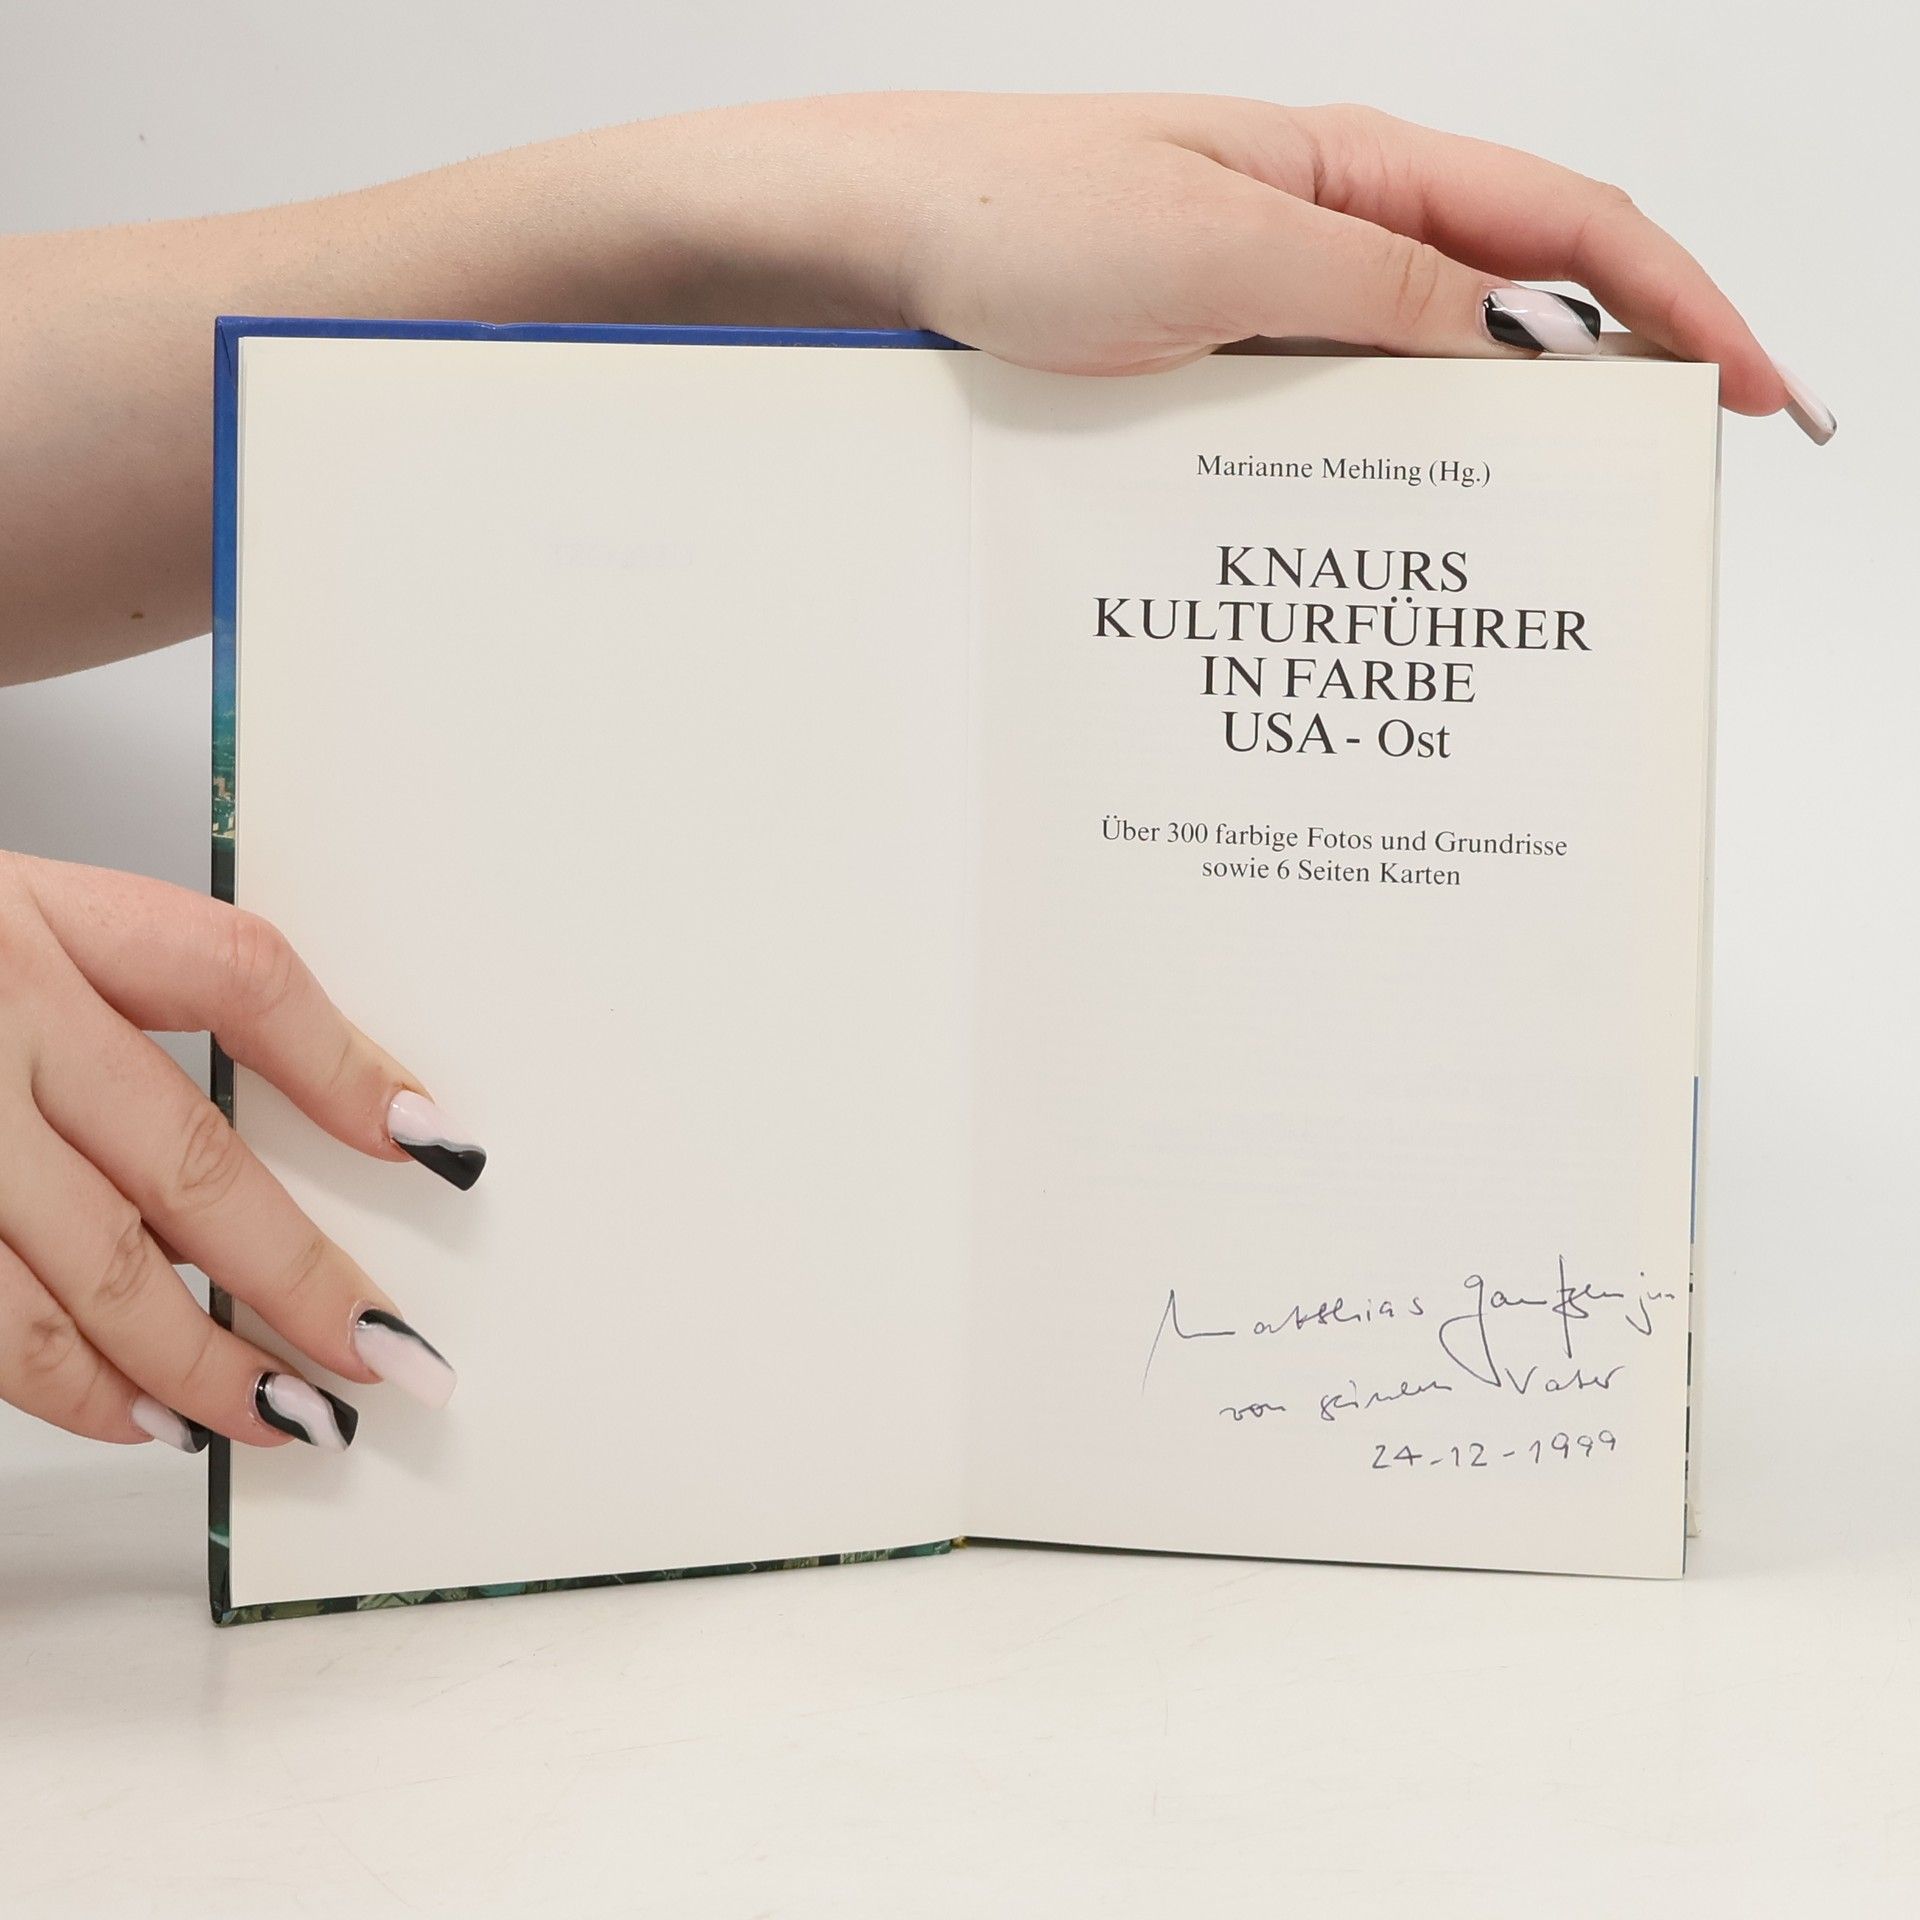 Marianne Mehling (Hg.)
KNAURS
KULTURFÜHRER
IN FARBE
USA - Ost
Über 300 farbige Fotos und Grundrisse
sowie 6 Seiten Karten
Matthias jun
von seinem Vater
24-12-1999